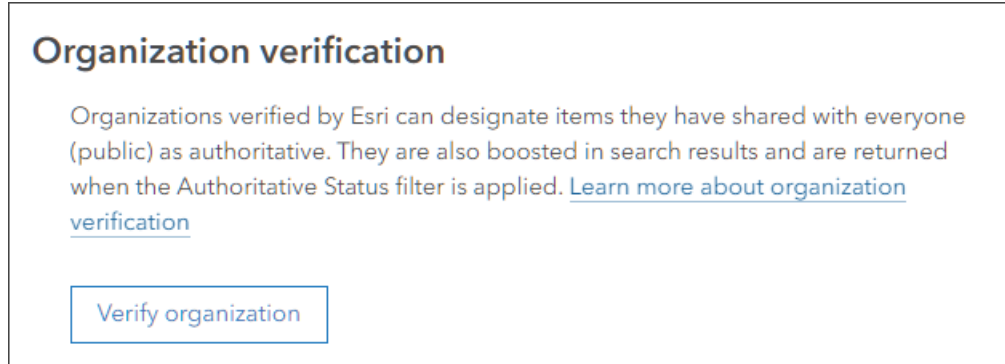 Organization verification
Organizations verified by Esri can designate items they have shared with everyone
(public) as authoritative. They are also boosted in search results and are returned
when the Authoritative Status filter is applied. Learn more about organization
verification
Verify organization